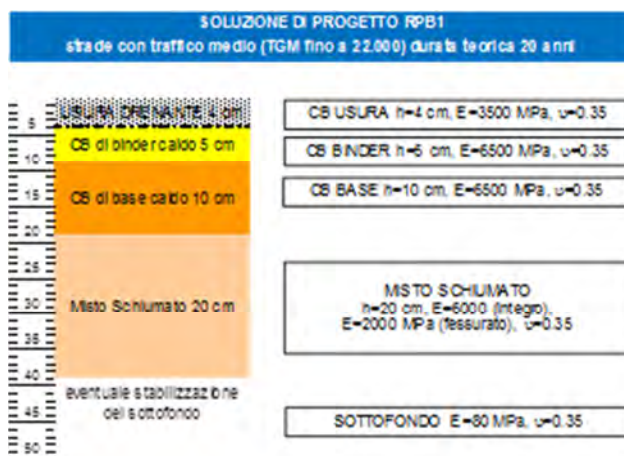 SOLUZIONE DI PROGETTO RPB1
strade con traffico medio (TGM fino a 22.000) durata teorica 20 anni
5
10
15
20
25
30
35
40
45
50
USURA DRENANTE cm
CB di binder caldo 5 cm
CB di base caldo 10 cm
Misto Schiumato 20 cm
eventuale stabilizzazione
del sottofondo
CB USURA h=4 cm, E=3500 MPa, υ=0.35
CB BINDER h=5 cm, E=6500 MPa, υ=0.35
CB BASE h=10 cm, E=6500 MPa, υ=0.35
MISTO SCHIUMATO
h=20 cm, E=6000 (integro),
E=2000 MPa (fessurato), υ=0.35
SOTTOFONDO E=80 MPa, υ=0.35